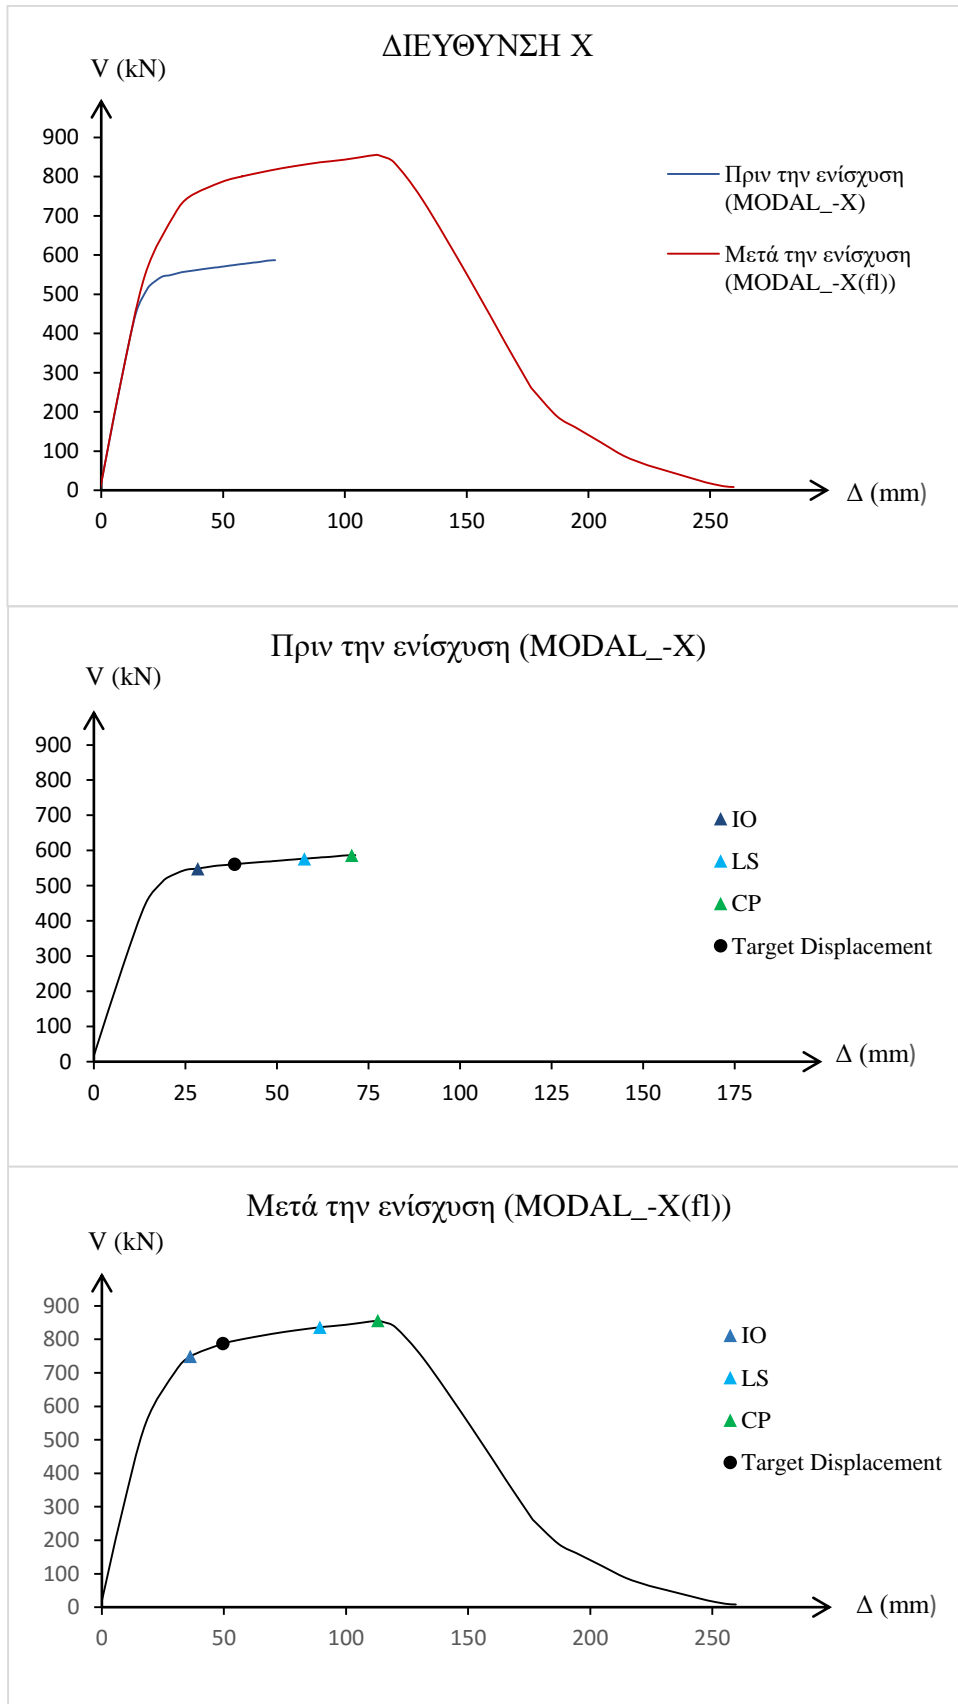 ΔΙΕΥΘΥΝΣΗ Χ
V (kN)
900
800
700
600
500
400
300
200
100
0
0 50 100 150 200 250
Δ (mm)
Πριν την ενίσχυση
(MODAL_-X)
Μετά την ενίσχυση
(MODAL_-X(fl))
Πριν την ενίσχυση (MODAL_-X)
V (kN)
900
800
700
600
500
400
300
200
100
0
0 25 50 75 100 125 150 175
Δ (mm)
IO
LS
CP
Target Displacement
Μετά την ενίσχυση (MODAL_-X(fl))
V (kN)
900
800
700
600
500
400
300
200
100
0
0 50 100 150 200 250
Δ (mm)
IO
LS
CP
Target Displacement